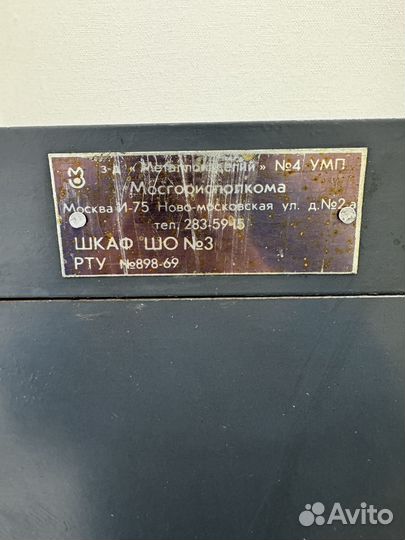 з-д «Металлоизделий» №4 УМП
Мосгорисполкома
Москва И-75 Ново-московская ул. д.№2а
тел. 283-59-15
ШКАФ ШО №3
РТУ №898-69
Avito